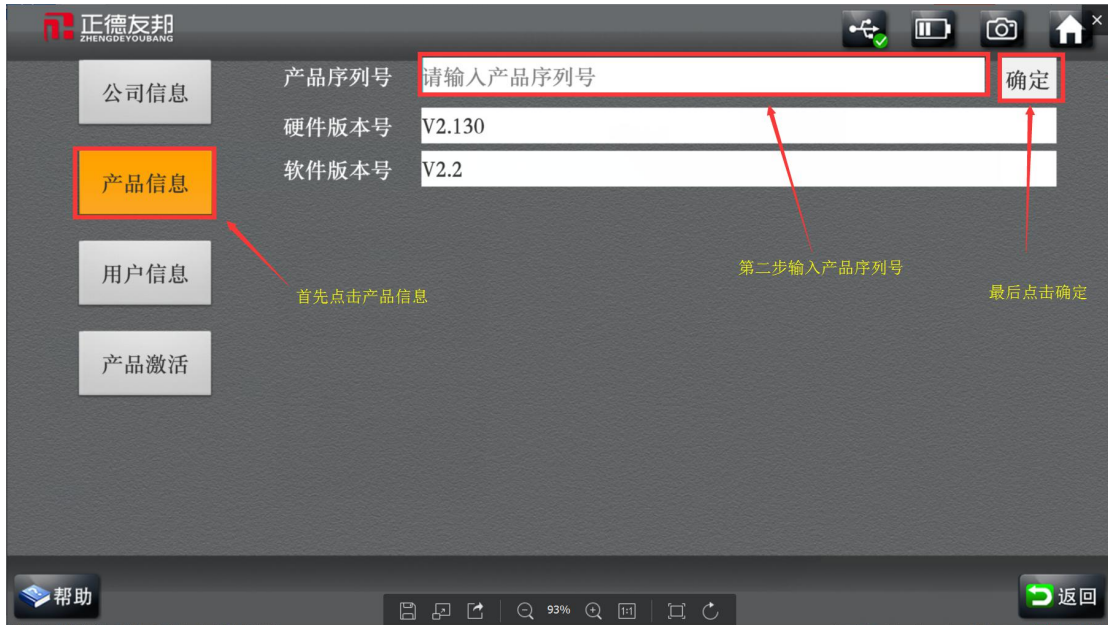 正德友邦
ZHENGDEYOUBANG
公司信息
产品序列号
请输入产品序列号
确定
硬件版本号
V2.130
产品信息
软件版本号
V2.2
用户信息
首先点击产品信息
第二步输入产品序列号
最后点击确定
产品激活
帮助
93%
1:1
返回